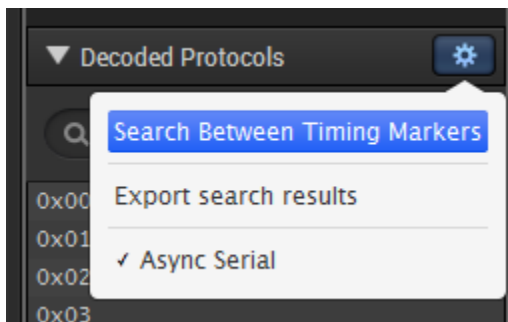 ▼ Decoded Protocols
Search Between Timing Markers
Export search results
✓ Async Serial
0x00
0x01
0x02
0x03